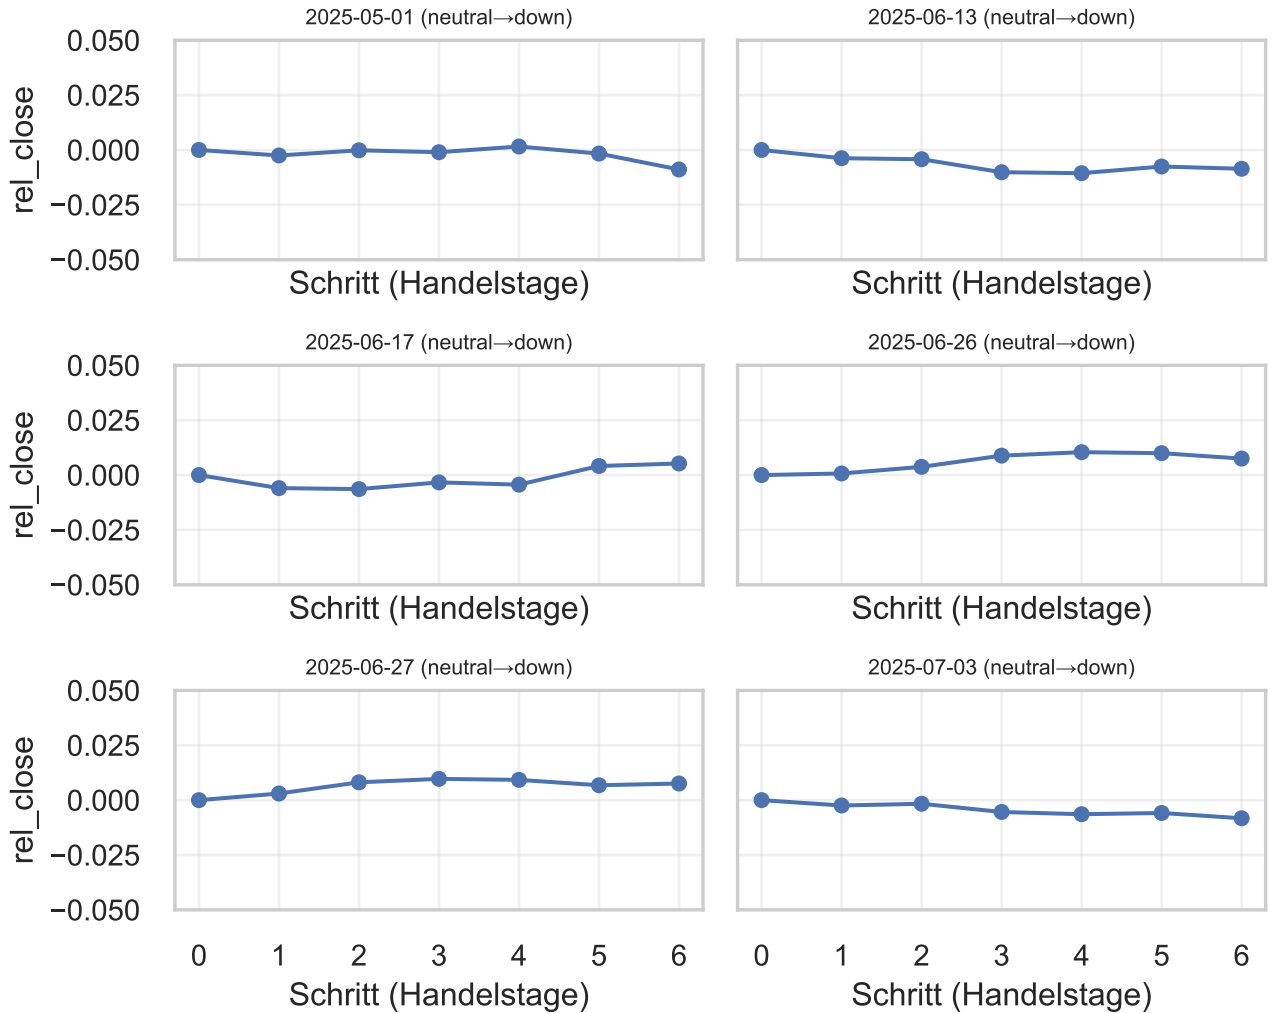 2025-05-01 (neutral→down)
0.050
0.025
0.000
−0.025
−0.050
rel_close
Schritt (Handelstage)
2025-06-13 (neutral→down)
Schritt (Handelstage)
2025-06-17 (neutral→down)
0.050
0.025
0.000
−0.025
−0.050
rel_close
Schritt (Handelstage)
2025-06-26 (neutral→down)
Schritt (Handelstage)
2025-06-27 (neutral→down)
0.050
0.025
0.000
−0.025
−0.050
rel_close
0 1 2 3 4 5 6
Schritt (Handelstage)
2025-07-03 (neutral→down)
0 1 2 3 4 5 6
Schritt (Handelstage)